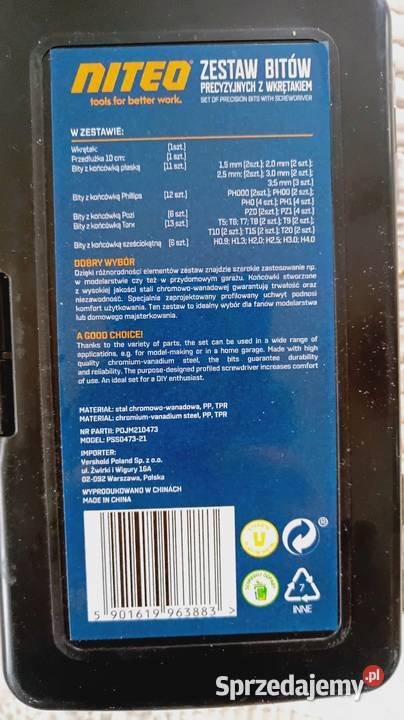 NITEO®
tools for better work.
ZESTAW BITÓW
PRECYZYJNYCH Z WKRĘTAKIEM
SET OF PRECISION BITS WITH SCREWDRIVER
W ZESTAWIE:
Wkrętak: [1szt.]
Przedłużka 10 cm: [1 szt.]
Bity z końcówką płaską [11 szt.] 1,5 mm [2szt.]; 2,0 mm [2 szt.];
2,5 mm [2szt.]; 3,0 mm [2 szt.];
3,5 mm [3 szt.]
Bity z końcówką Phillips [12 szt.] PH000 [2szt.]; PH00 [2 szt.];
PH0 [4 szt.]; PH1 [4 szt.]
Bity z końcówką Pozi [6 szt.] PZ0 [2szt.]; PZ1 [4 szt.]
Bity z końcówką Torx [13 szt.] T5; T6; T7; T8 [2 szt.]; T9 [2 szt.];
T10 [2 szt.]; T15 [2 szt.]; T20 [2 szt.]
Bity z końcówką sześciokątną [6 szt.] H0.9; H1.3; H2.0; H2.5; H3.0; H4.0
DOBRY WYBÓR
Dzięki różnorodności elementów zestaw znajdzie szerokie zastosowanie np.
w modelarstwie czy też w przydomowym garażu. Końcówki stworzone
z wysokiej jakości stali chromowo-wanadowej gwarantują trwałość oraz
niezawodność. Specjalnie zaprojektowany profilowany uchwyt podnosi
komfort użytkowania. Ten zestaw to idealny wybór dla fanów modelarstwa
lub domowego majsterkowania.
A GOOD CHOICE!
Thanks to the variety of parts, the set can be used in a wide range of
applications, e.g. for model-making or in a home garage. Made with high
quality chromium-vanadium steel, the bits guarantee durability
and reliability. The purpose-designed profiled screwdriver increases comfort
of use. An ideal set for a DIY enthusiast.
MATERIAŁ: stal chromowo-wanadowa, PP, TPR
MATERIAL: chromium-vanadium steel, PP, TPR
NR PARTII: POJM210473
MODEL: PSS0473-21
IMPORTER:
Vershold Poland Sp. z o.o.
ul. Żwirki i Wigury 16A
02-092 Warszawa, Polska
WYPRODUKOWANO W CHINACH
MADE IN CHINA
5 901619 963883 >
®
7
INNE
Sprzedajemy.pl